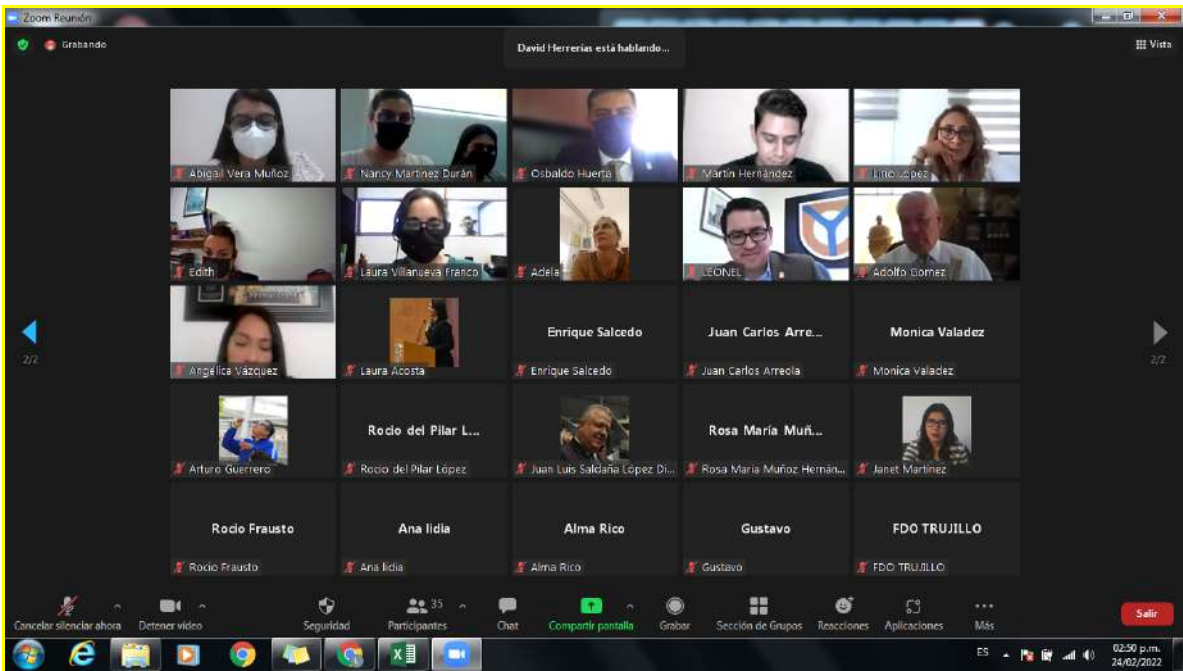 Zoom Reunión
Grabando
David Herrerías está hablando...
Vista
Abigail Vera Muñoz
Nancy Martinez Durán
Osbaldo Huerta
Martín Hernández
Lirio López
Edith
Laura Villanueva Franco
Adela
LEONEL
Adolfo Gomez
Angélica Vázquez
Laura Acosta
Enrique Salcedo
Enrique Salcedo
Juan Carlos Arre...
Juan Carlos Arreola
Monica Valadez
Monica Valadez
2/2
2/2
Arturo Guerrero
Rocio del Pilar L...
Rocio del Pilar López
Juan Luis Saldaña López Di...
Rosa María Muñ...
Rosa María Muñoz Hernán...
Janet Martínez
Rocio Frausto
Rocio Frausto
Ana lidia
Ana lidia
Alma Rico
Alma Rico
Gustavo
Gustavo
FDO TRUJILLO
FDO TRUJILLO
Cancelar silenciar ahora
Detener video
Seguridad
35
Participantes
Chat
Compartir pantalla
Grabar
Sección de Grupos
Reacciones
Aplicaciones
Más
Salir
ES
02:50 p.m.
24/02/2022